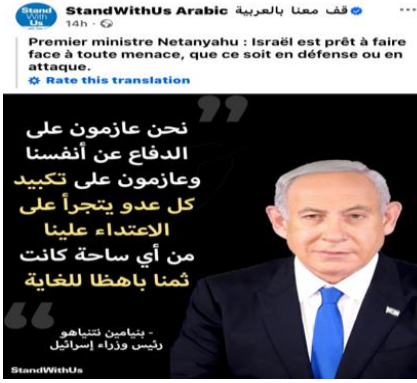 Stand With Us
StandWithUs Arabic قف معنا بالعربية
14h ·
Premier ministre Netanyahu : Israël est prêt à faire
face à toute menace, que ce soit en défense ou en
attaque.
Rate this translation
نحن عازمون على
الدفاع عن أنفسنا
وعازمون على تكبيد
كل عدو يتجرأ على
الاعتداء علينا
من أي ساحة كانت
ثمنا باهظا للغاية
- بنيامين نتنياهو
رئيس وزراء إسرائيل
StandWithUs